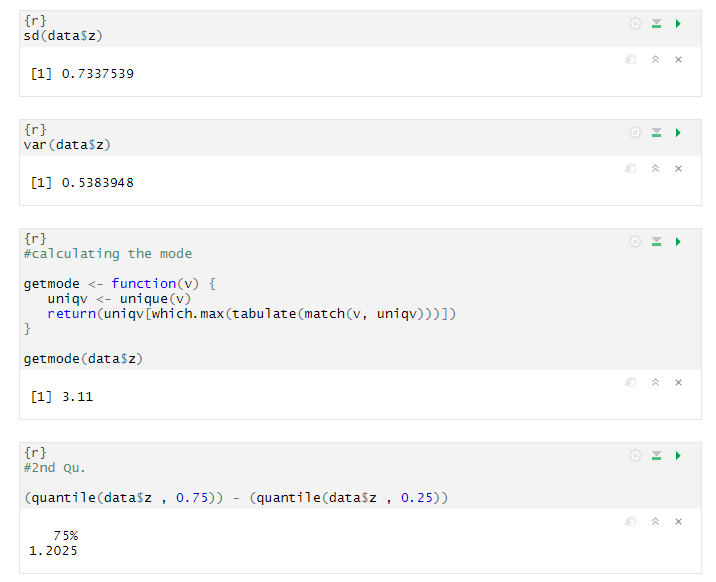 {r}
sd(data$z)
[1] 0.7337539
{r}
var(data$z)
[1] 0.5383948
{r}
#calculating the mode
getmode <- function(v) {
   uniqv <- unique(v)
   return(uniqv[which.max(tabulate(match(v, uniqv)))])
}
getmode(data$z)
[1] 3.11
{r}
#2nd Qu.
(quantile(data$z , 0.75)) - (quantile(data$z , 0.25))
   75%
1.2025